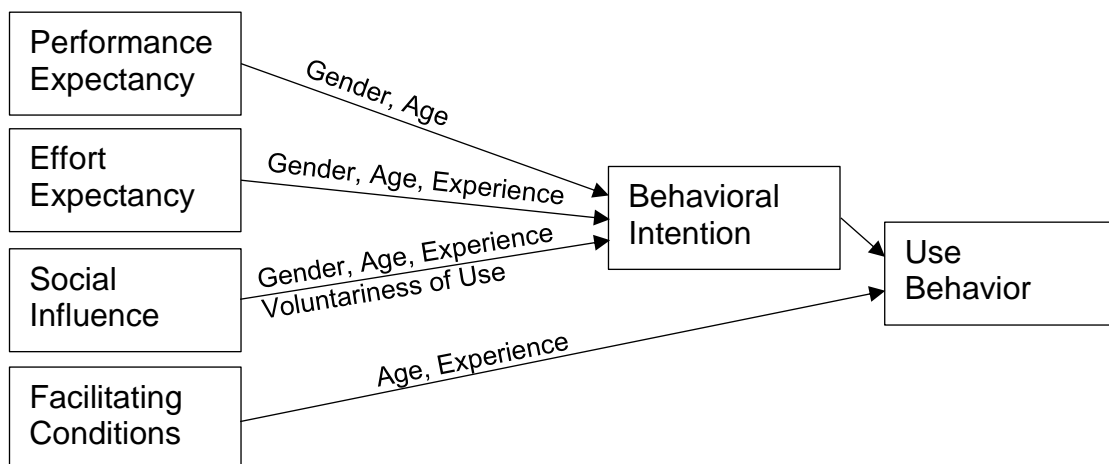 Performance
Expectancy
Gender, Age
Effort
Expectancy
Gender, Age, Experience
Behavioral
Intention
Social
Influence
Gender, Age, Experience
Voluntariness of Use
Use
Behavior
Facilitating
Conditions
Age, Experience